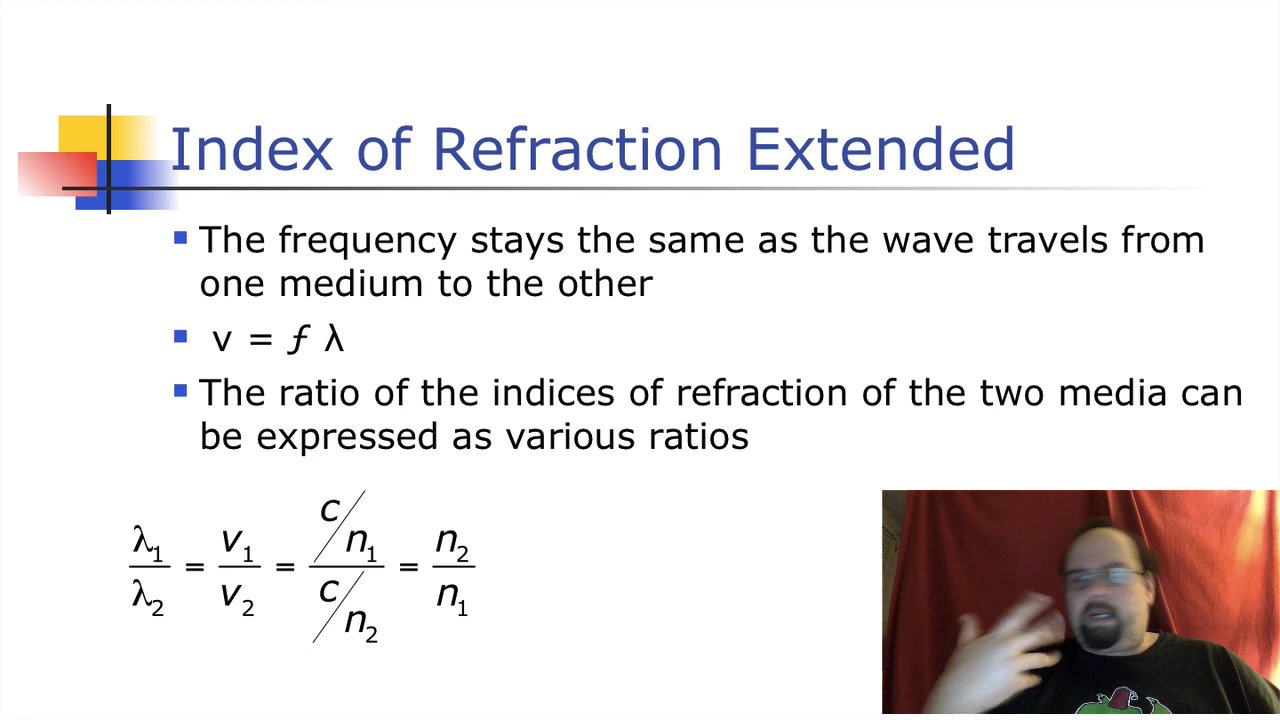 Index of Refraction Extended
The frequency stays the same as the wave travels from
one medium to the other
v = ƒ λ
The ratio of the indices of refraction of the two media can
be expressed as various ratios
λ₁/λ₂ = v₁/v₂ = (c/n₁)/(c/n₂) = n₂/n₁